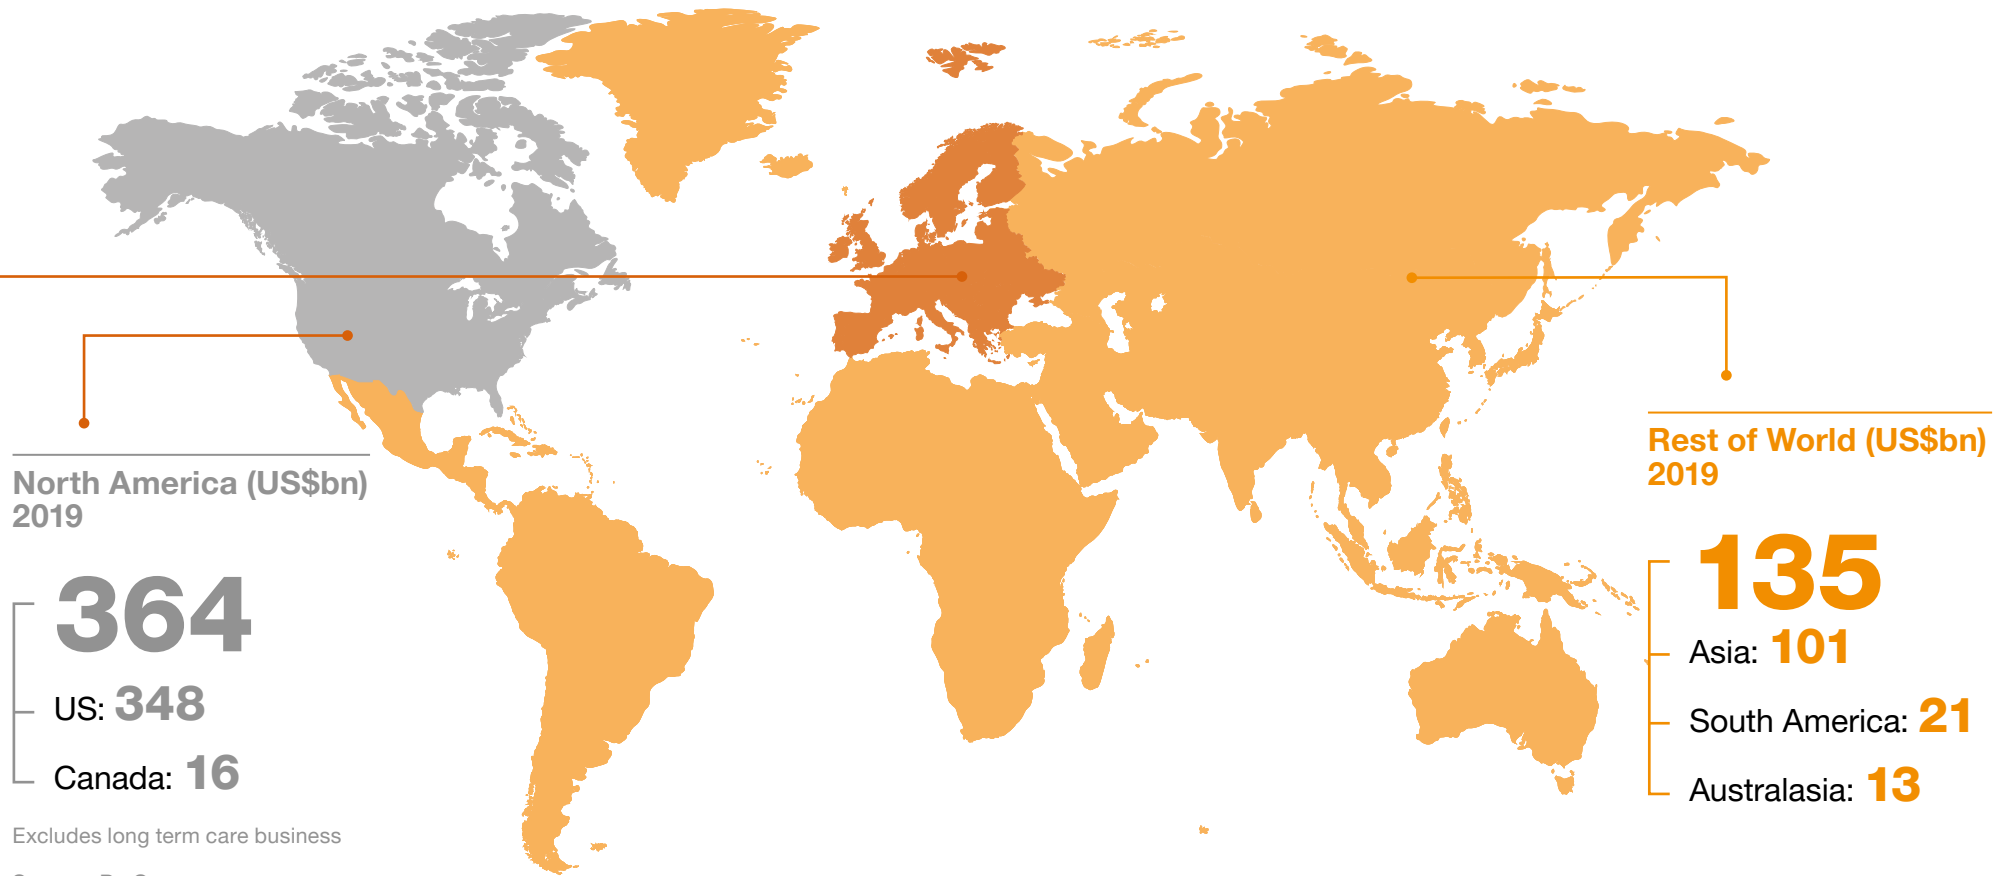 North America (US$bn)
2019
364
US: 348
Canada: 16
Excludes long term care business
Rest of World (US$bn)
2019
135
Asia: 101
South America: 21
Australasia: 13